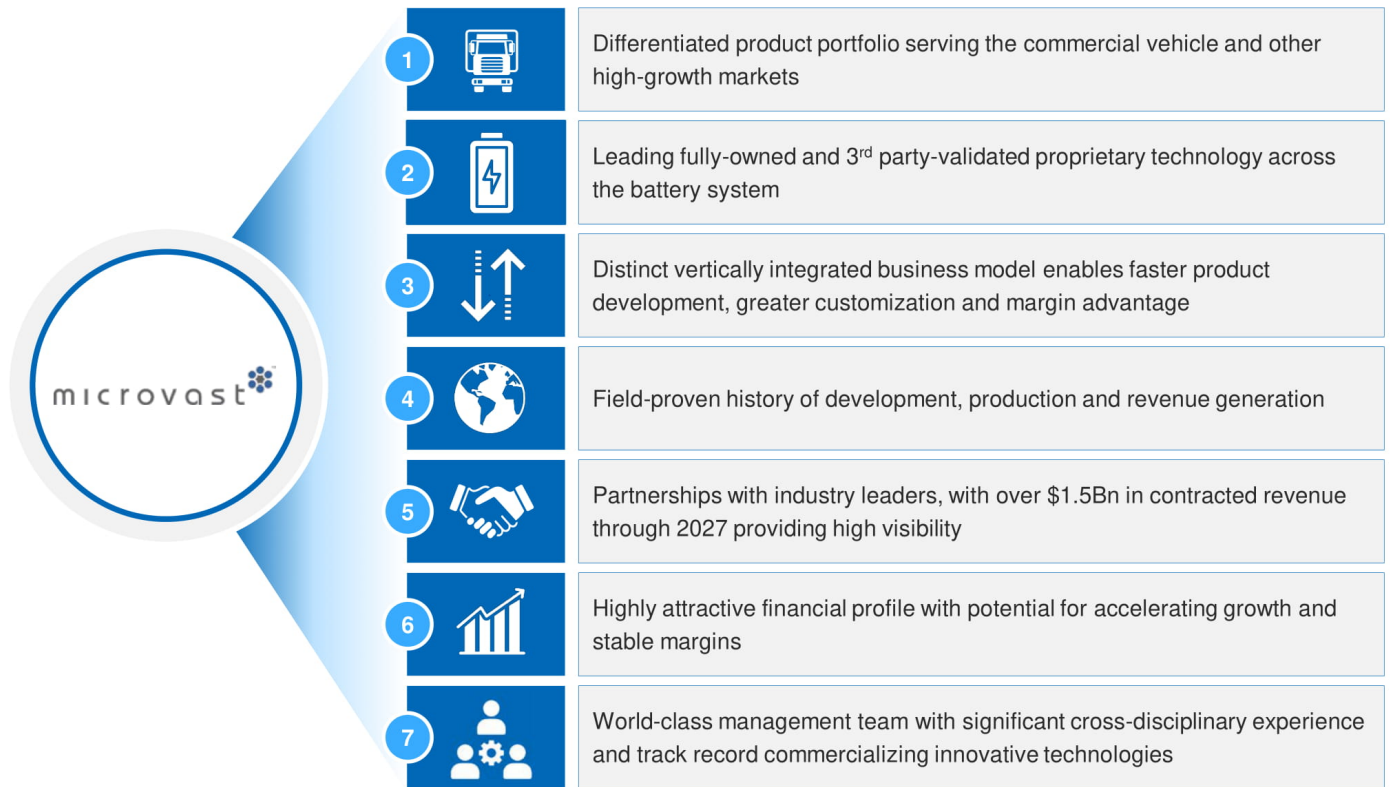 microvast™
1
Differentiated product portfolio serving the commercial vehicle and other
high-growth markets
2
Leading fully-owned and 3rd party-validated proprietary technology across
the battery system
3
Distinct vertically integrated business model enables faster product
development, greater customization and margin advantage
4
Field-proven history of development, production and revenue generation
5
Partnerships with industry leaders, with over $1.5Bn in contracted revenue
through 2027 providing high visibility
6
Highly attractive financial profile with potential for accelerating growth and
stable margins
7
World-class management team with significant cross-disciplinary experience
and track record commercializing innovative technologies